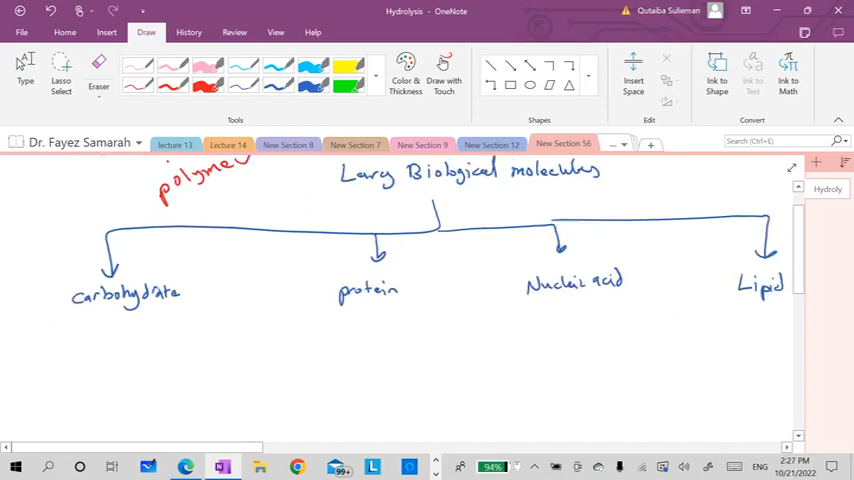 Hydrolysis - OneNote
Qutaiba Sulieman
File Home Insert Draw History Review View Help
Type
Lasso Select
Eraser
Color & Thickness
Draw with Touch
Insert Space
Ink to Shape
Ink to Text
Ink to Math
Tools Shapes Edit Convert
Dr. Fayez Samarah
lecture 13 Lecture 14 New Section 8 New Section 7 New Section 9 New Section 12 New Section 56
Search (Ctrl+E)
Hydroly
polymer
Larg Biological molecules
carbohydrate protein Nucleic acid Lipid
99+
94%
ENG
2:27 PM
10/21/2022